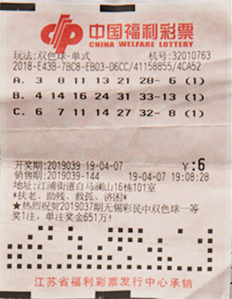 中国福利彩票
CHINA WELFARE LOTTERY
玩法:双色球-单式 机号:32010763
2018-E438-78C8-EB03-06CC/41158855/4CA52
A. 3 8 11 13 21 28- 6 (1)
B. 4 14 16 24 31 33-13 (1)
C. 6 7 11 14 27 32- 8 (1)
开奖期:2019039 19-04-07 ¥:6
销售期:2019039-144 19-04-07 19:08:28
地址:江浦街道白马澜山16栋101室
*扶老、助残、救孤、济困*
★热烈祝贺2019037期无锡彩民中双色球一等
奖1注,单注奖金651万!
江苏省福利彩票发行中心承销